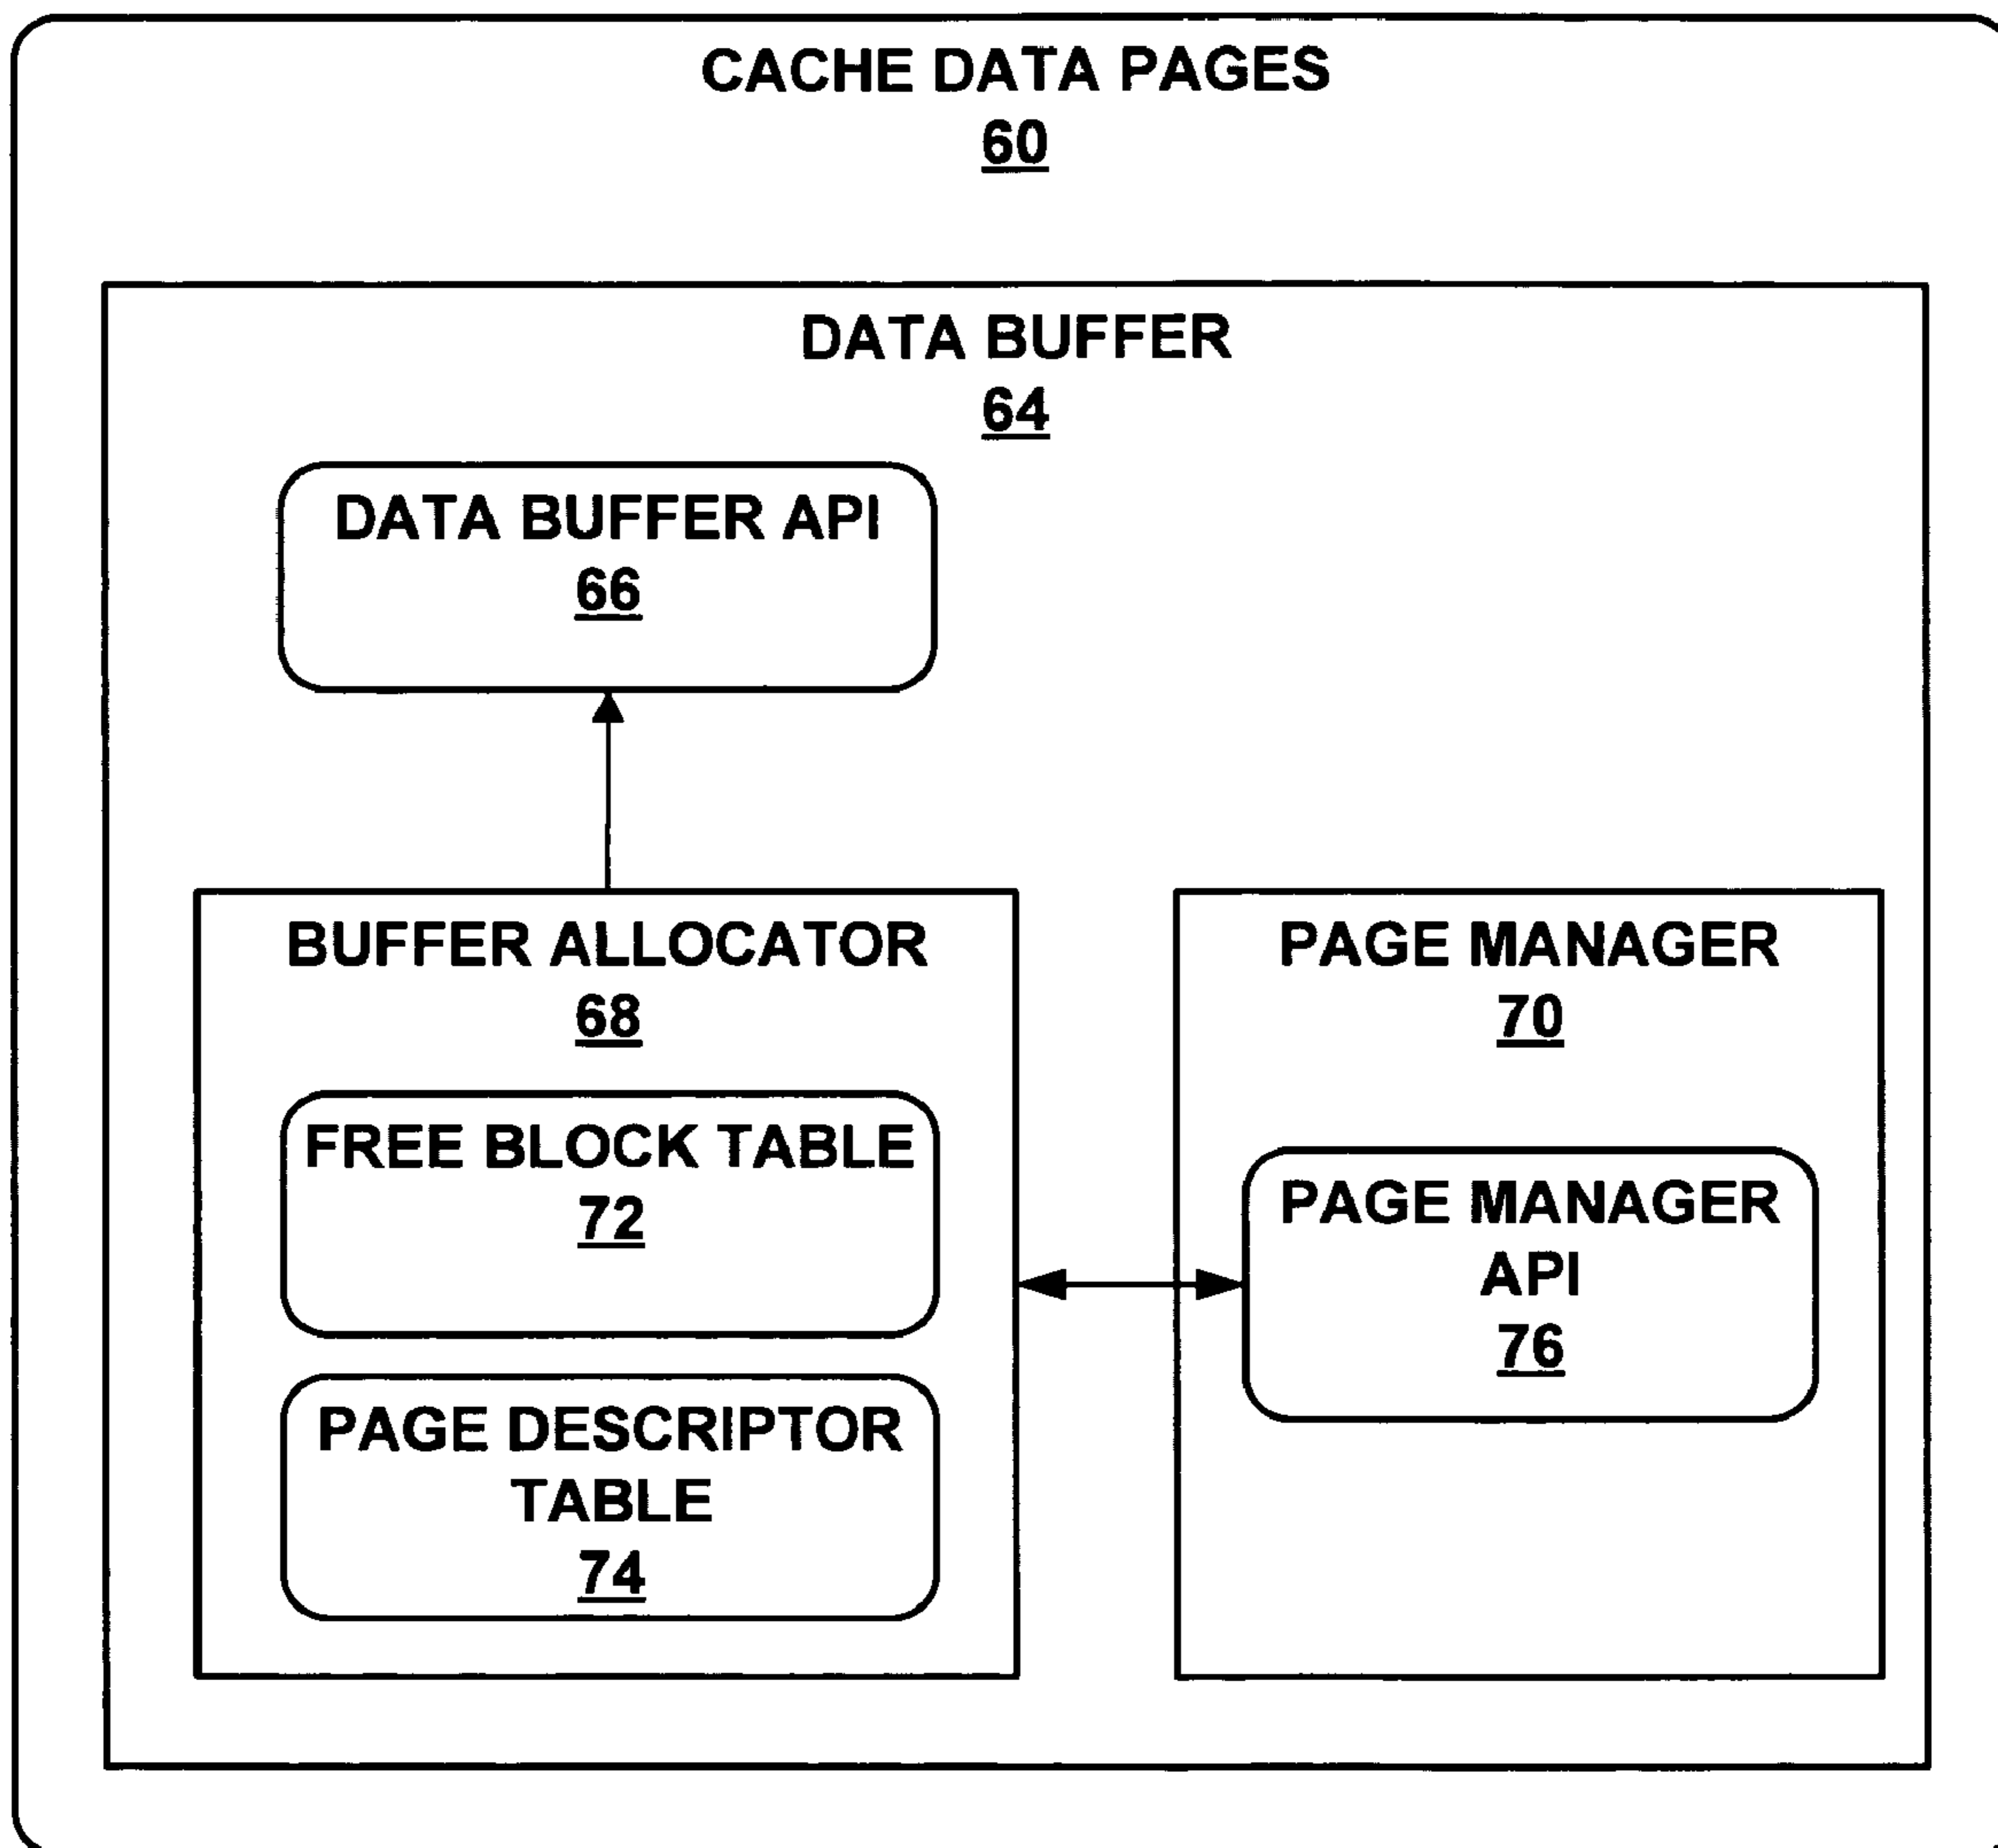 CACHE DATA PAGES
60
DATA BUFFER
64
DATA BUFFER API
66
BUFFER ALLOCATOR
68
FREE BLOCK TABLE
72
PAGE DESCRIPTOR
TABLE
74
PAGE MANAGER
70
PAGE MANAGER
API
76